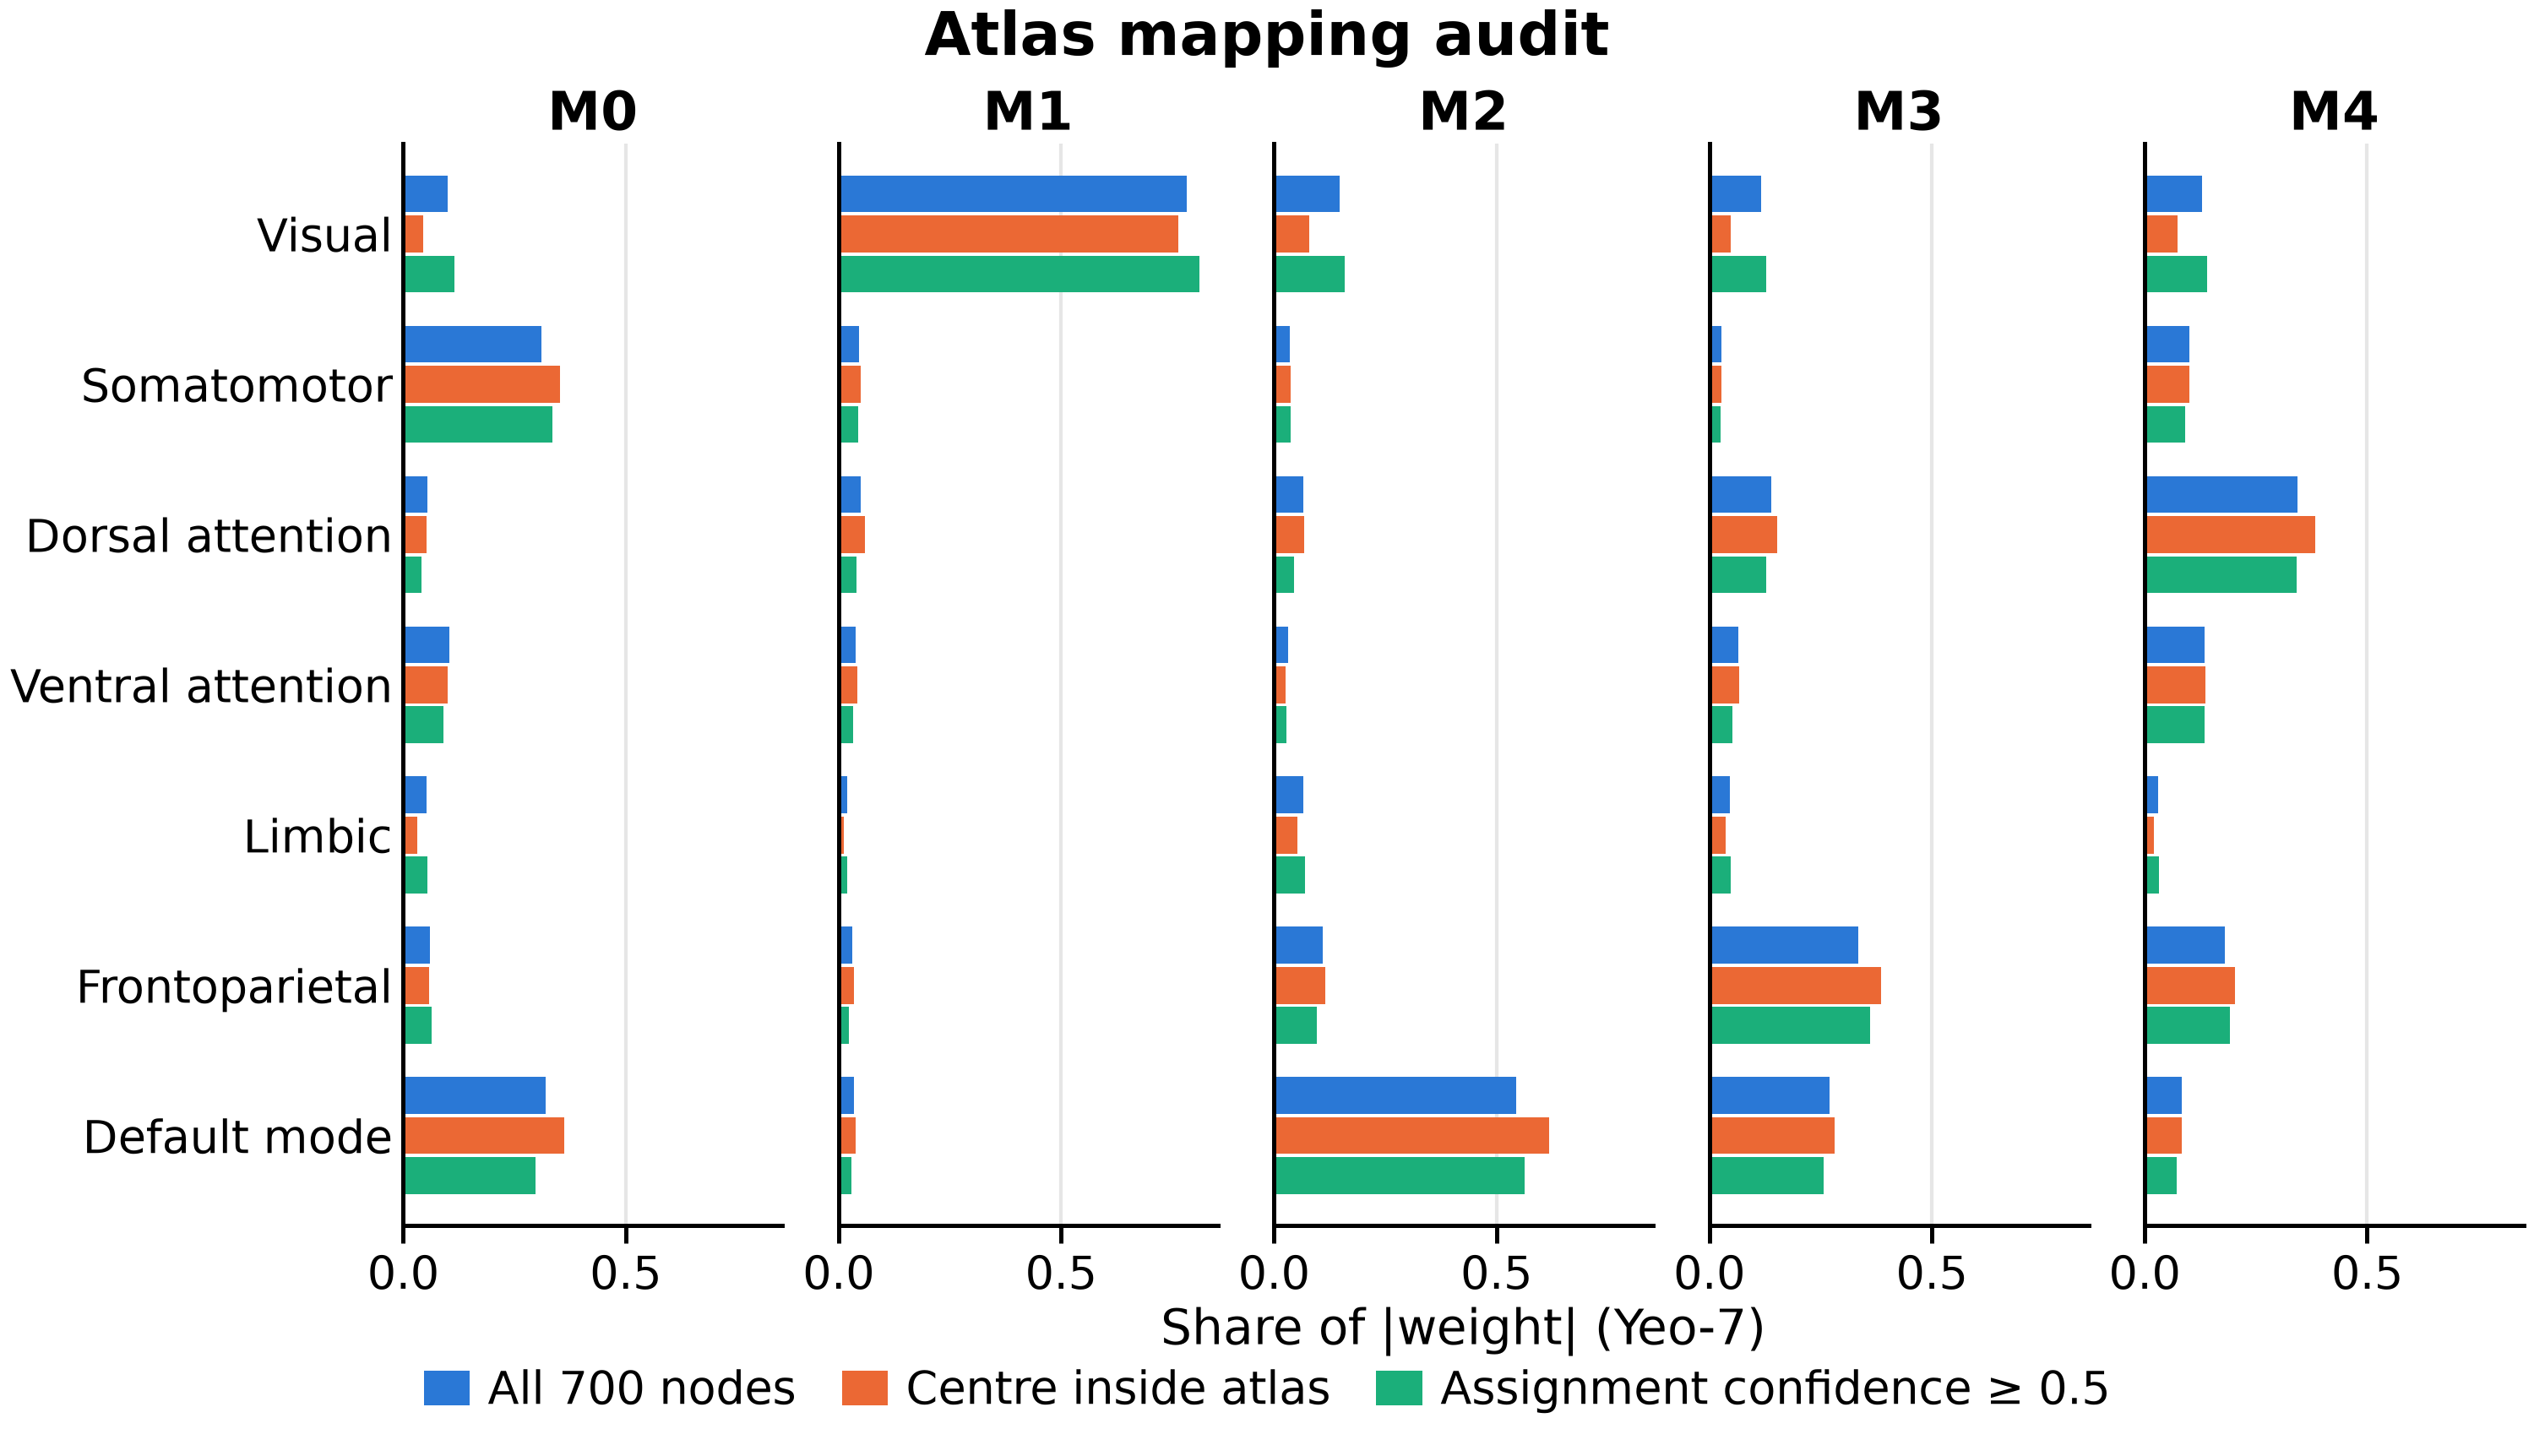 Atlas mapping audit
M0 M1 M2 M3 M4
Visual
Somatomotor
Dorsal attention
Ventral attention
Limbic
Frontoparietal
Default mode
0.0 0.5 0.0 0.5 0.0 0.5 0.0 0.5 0.0 0.5
Share of |weight| (Yeo-7)
All 700 nodes Centre inside atlas Assignment confidence ≥ 0.5